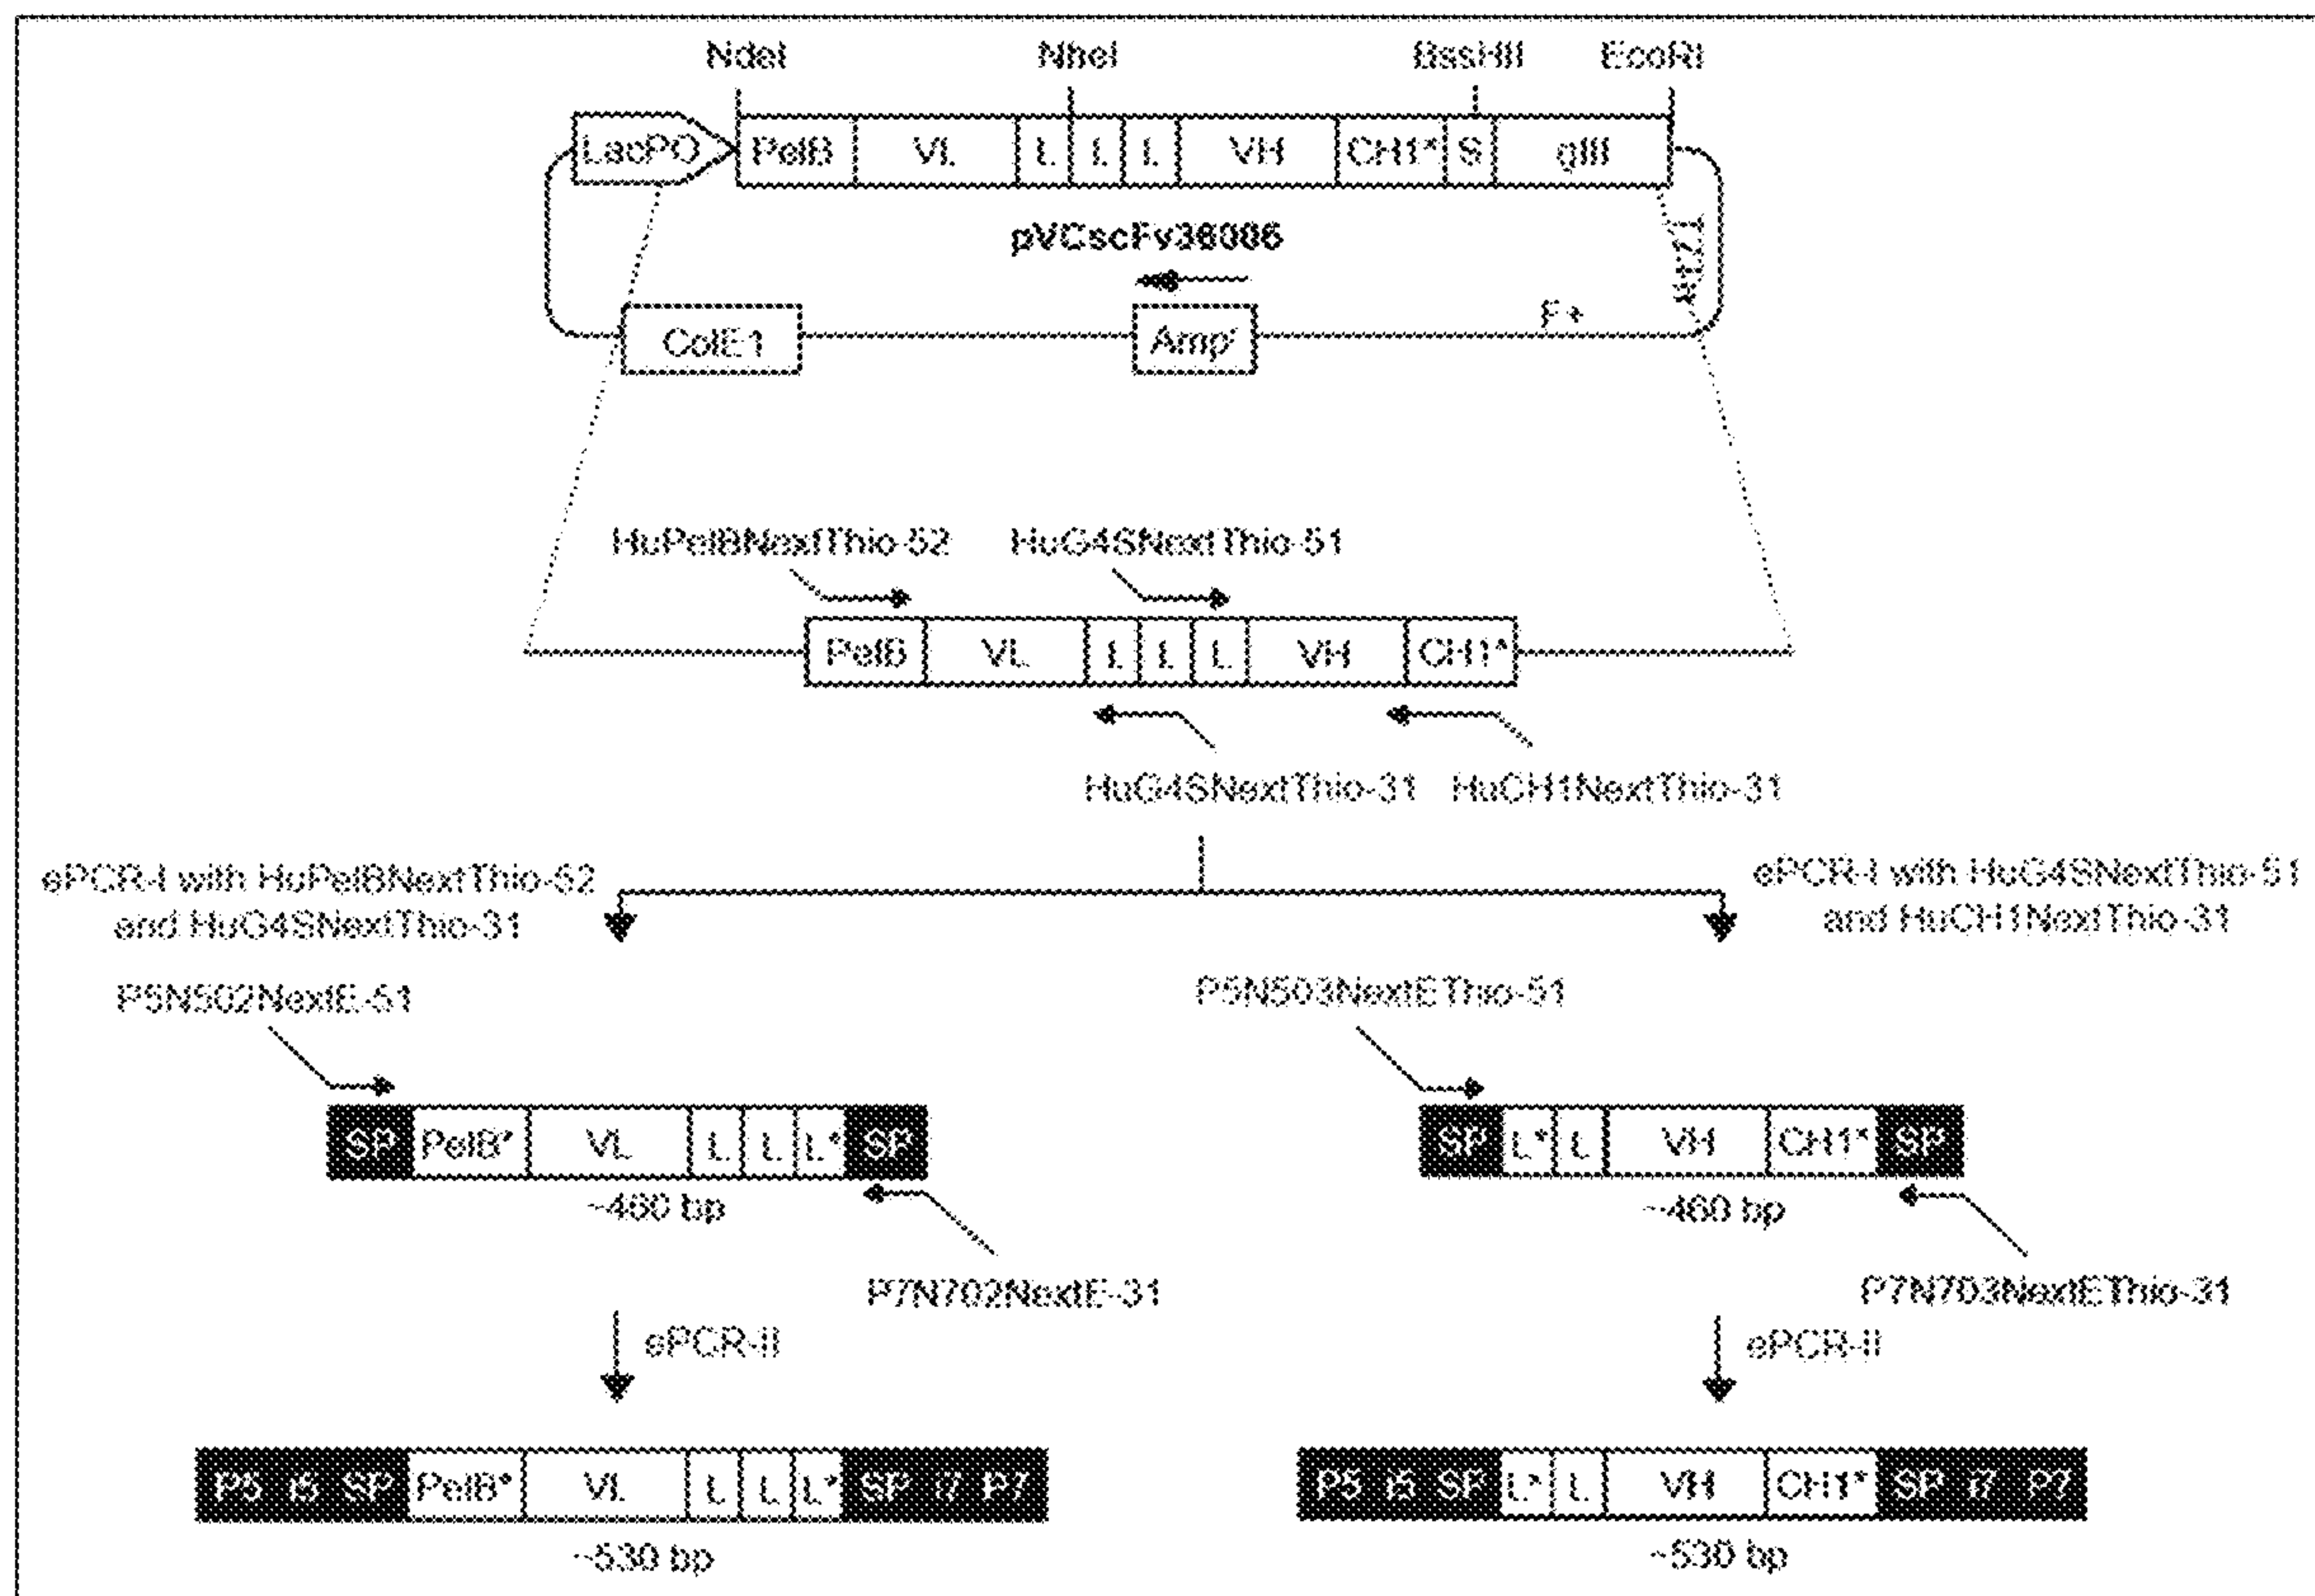 NdeI NheI BssHII EcoRI
LacPO PelB VL L L L VH CH1* S gIII
pVCscFv36006
T7Trx
F+
ColE1 Ampʳ
HuPelBNextThio-52 HuG4SNextThio-51
PelB VL L L L VH CH1*
HuG4SNextThio-31 HuCH1NextThio-31
ePCR-I with HuPelBNextThio-52
and HuG4SNextThio-31
ePCR-I with HuG4SNextThio-51
and HuCH1NextThio-31
P5N502NextE-51
P5N503NextEThio-51
SP PelB* VL L L L* SP
~460 bp
SP L* L VH CH1* SP
~460 bp
P7N702NextE-31
P7N703NextEThio-31
ePCR-II
ePCR-II
P5 i5 SP PelB* VL L L L* SP i7 P7
~530 bp
P5 i5 SP L* L VH CH1* SP i7 P7
~530 bp